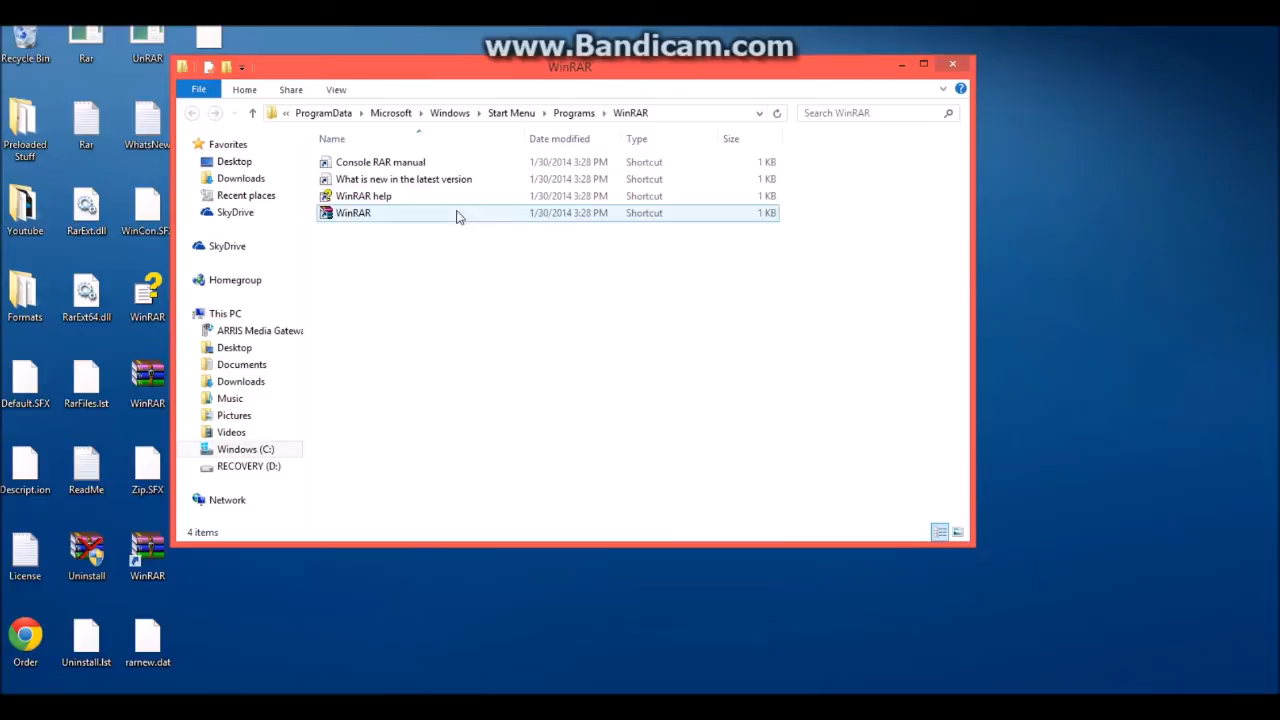 www.Bandicam.com
WinRAR
File Home Share View
« ProgramData Microsoft Windows Start Menu Programs WinRAR
Search WinRAR
Name Date modified Type Size
Console RAR manual 1/30/2014 3:28 PM Shortcut 1 KB
What is new in the latest version 1/30/2014 3:28 PM Shortcut 1 KB
WinRAR help 1/30/2014 3:28 PM Shortcut 1 KB
WinRAR 1/30/2014 3:28 PM Shortcut 1 KB
Favorites
Desktop
Downloads
Recent places
SkyDrive
SkyDrive
Homegroup
This PC
ARRIS Media Gatewa
Desktop
Documents
Downloads
Music
Pictures
Videos
Windows (C:)
RECOVERY (D:)
Network
4 items
Recycle Bin Rar UnRAR
Preloaded
Stuff
Rar WhatsNew
Youtube RarExt.dll WinCon.SFX
Formats RarExt64.dll WinRAR
Default.SFX RarFiles.lst WinRAR
Descript.ion ReadMe Zip.SFX
License Uninstall WinRAR
Order Uninstall.lst rarnew.dat